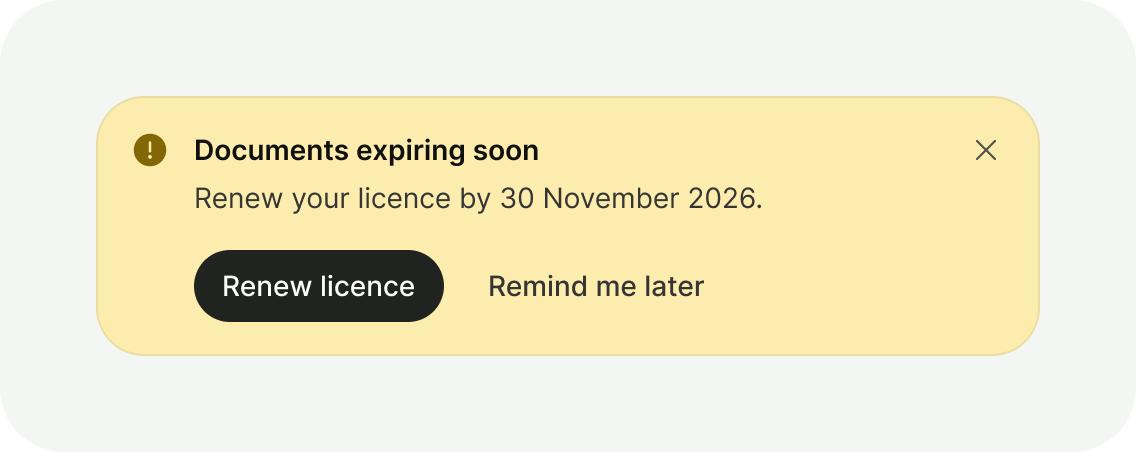 Documents expiring soon
Renew your licence by 30 November 2026.
Renew licence
Remind me later